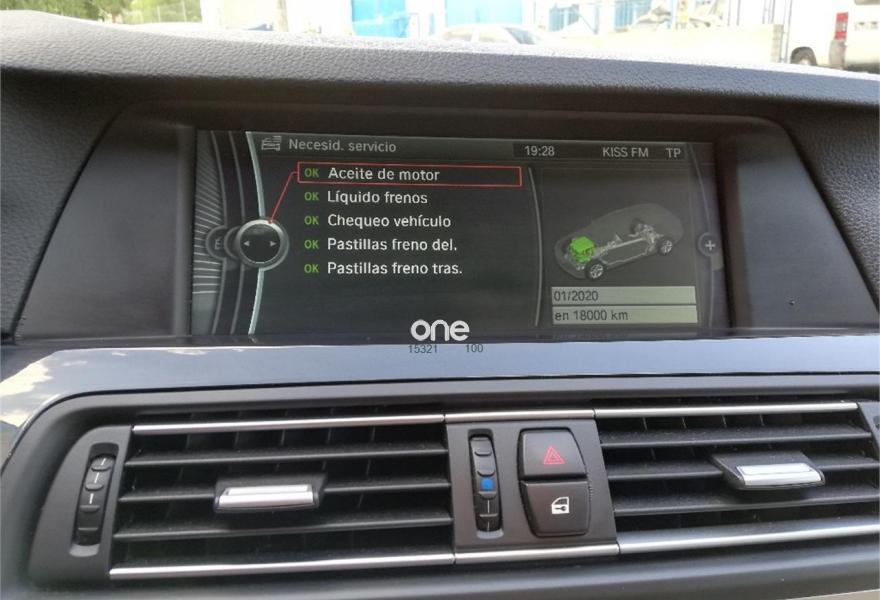 Necesid. servicio
19:28
KISS FM
TP
OK Aceite de motor
OK Líquido frenos
OK Chequeo vehículo
OK Pastillas freno del.
OK Pastillas freno tras.
01/2020
en 18000 km
one
15321 100